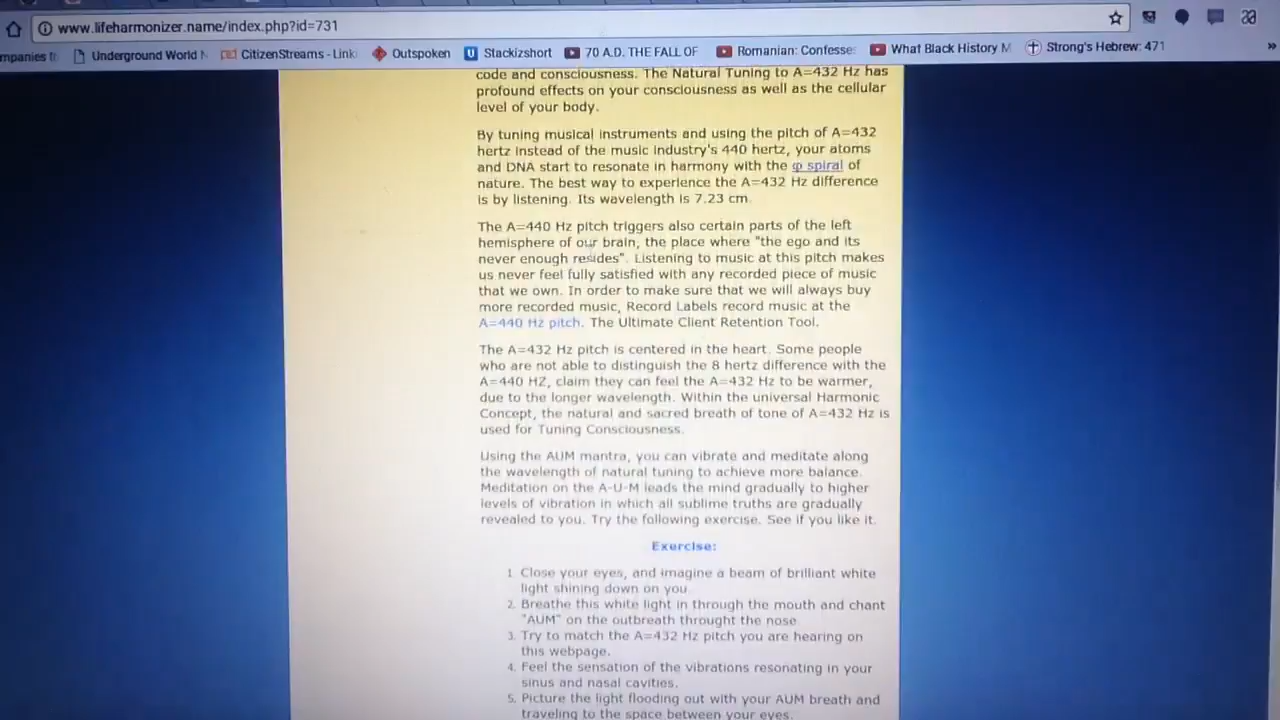 www.lifeharmonizer.name/index.php?id=731
mpanies Underground World CitizenStreams - Link Outspoken Stackizshort 70 A.D. THE FALL OF Romanian: Confesse What Black History M Strong's Hebrew: 471 »
code and consciousness. The Natural Tuning to A=432 Hz has
profound effects on your consciousness as well as the cellular
level of your body.
By tuning musical instruments and using the pitch of A=432
hertz instead of the music industry's 440 hertz, your atoms
and DNA start to resonate in harmony with the φ spiral of
nature. The best way to experience the A=432 Hz difference
is by listening. Its wavelength is 7.23 cm.
The A=440 Hz pitch triggers also certain parts of the left
hemisphere of our brain, the place where "the ego and its
never enough resides". Listening to music at this pitch makes
us never feel fully satisfied with any recorded piece of music
that we own. In order to make sure that we will always buy
more recorded music, Record Labels record music at the
A=440 Hz pitch. The Ultimate Client Retention Tool.
The A=432 Hz pitch is centered in the heart. Some people
who are not able to distinguish the 8 hertz difference with the
A=440 HZ, claim they can feel the A=432 Hz to be warmer,
due to the longer wavelength. Within the universal Harmonic
Concept, the natural and sacred breath of tone of A=432 Hz is
used for Tuning Consciousness.
Using the AUM mantra, you can vibrate and meditate along
the wavelength of natural tuning to achieve more balance.
Meditation on the A-U-M leads the mind gradually to higher
levels of vibration in which all sublime truths are gradually
revealed to you. Try the following exercise. See if you like it.
Exercise:
1. Close your eyes, and imagine a beam of brilliant white
light shining down on you.
2. Breathe this white light in through the mouth and chant
"AUM" on the outbreath throught the nose
3. Try to match the A=432 Hz pitch you are hearing on
this webpage.
4. Feel the sensation of the vibrations resonating in your
sinus and nasal cavities.
5. Picture the light flooding out with your AUM breath and
traveling to the space between your eyes.